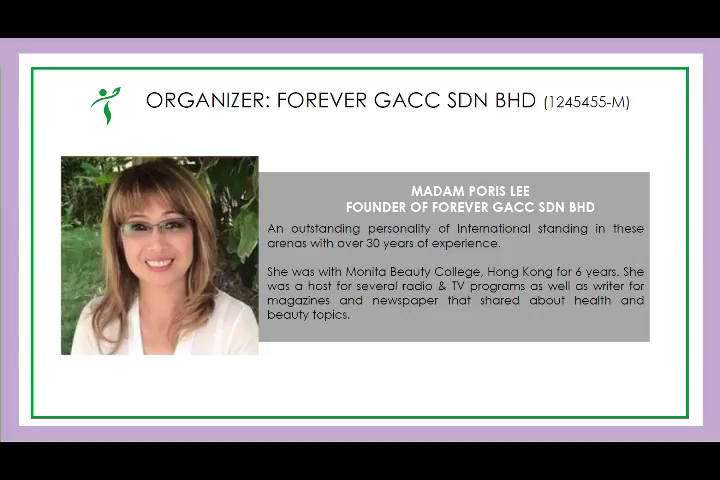 ORGANIZER: FOREVER GACC SDN BHD (1245455-M)
MADAM PORIS LEE
FOUNDER OF FOREVER GACC SDN BHD
An outstanding personality of International standing in these
arenas with over 30 years of experience.
She was with Monita Beauty College, Hong Kong for 6 years. She
was a host for several radio & TV programs as well as writer for
magazines and newspaper that shared about health and
beauty topics.